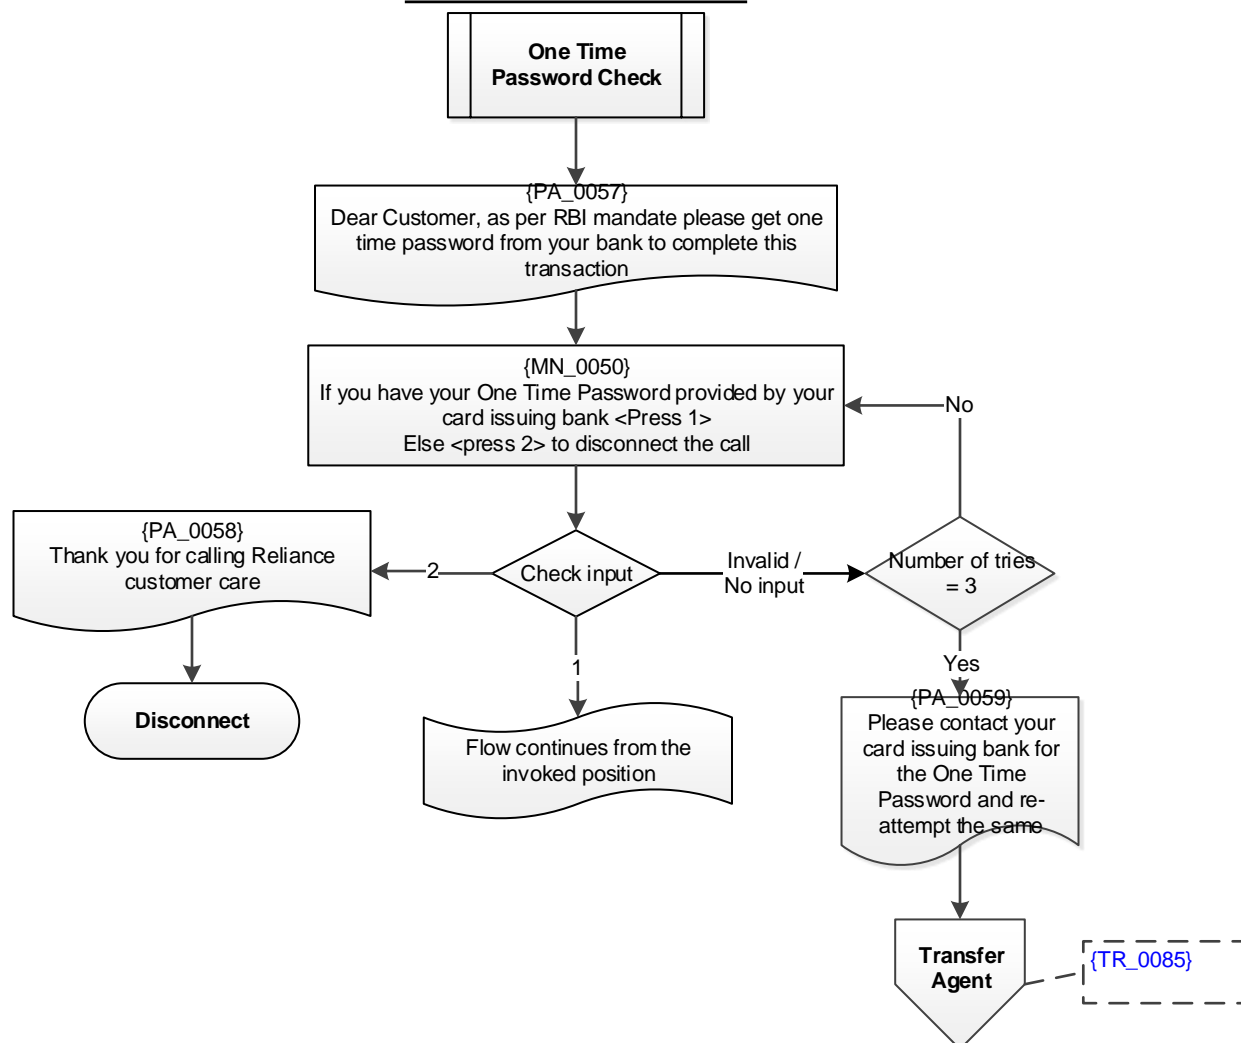 One Time
Password Check
{PA_0057}
Dear Customer, as per RBI mandate please get one
time password from your bank to complete this
transaction
{MN_0050}
If you have your One Time Password provided by your
card issuing bank <Press 1>
Else <press 2> to disconnect the call
No
{PA_0058}
Thank you for calling Reliance
customer care
2
Check input
Invalid /
No input
Number of tries
= 3
1
Yes
Disconnect
Flow continues from the
invoked position
{PA_0059}
Please contact your
card issuing bank for
the One Time
Password and re-
attempt the same
Transfer
Agent
{TR_0085}